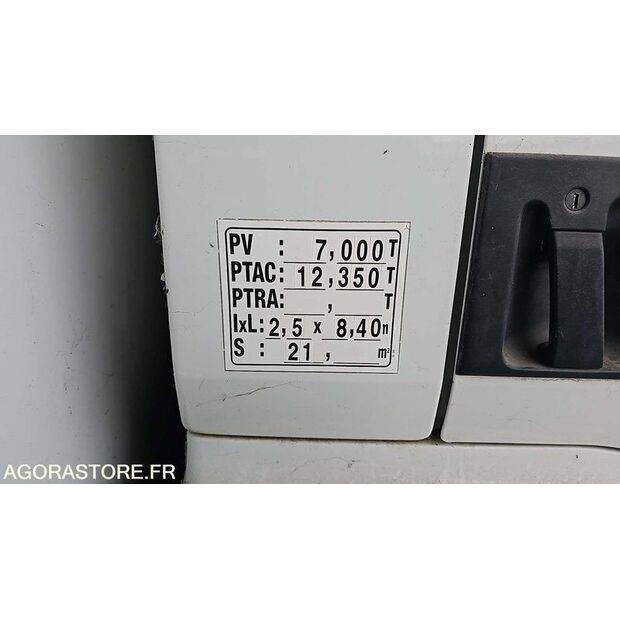 PV : 7,000 T
PTAC: 12,350 T
PTRA: , T
IxL: 2,5 x 8,40 m
S : 21, m²
AGORASTORE.FR